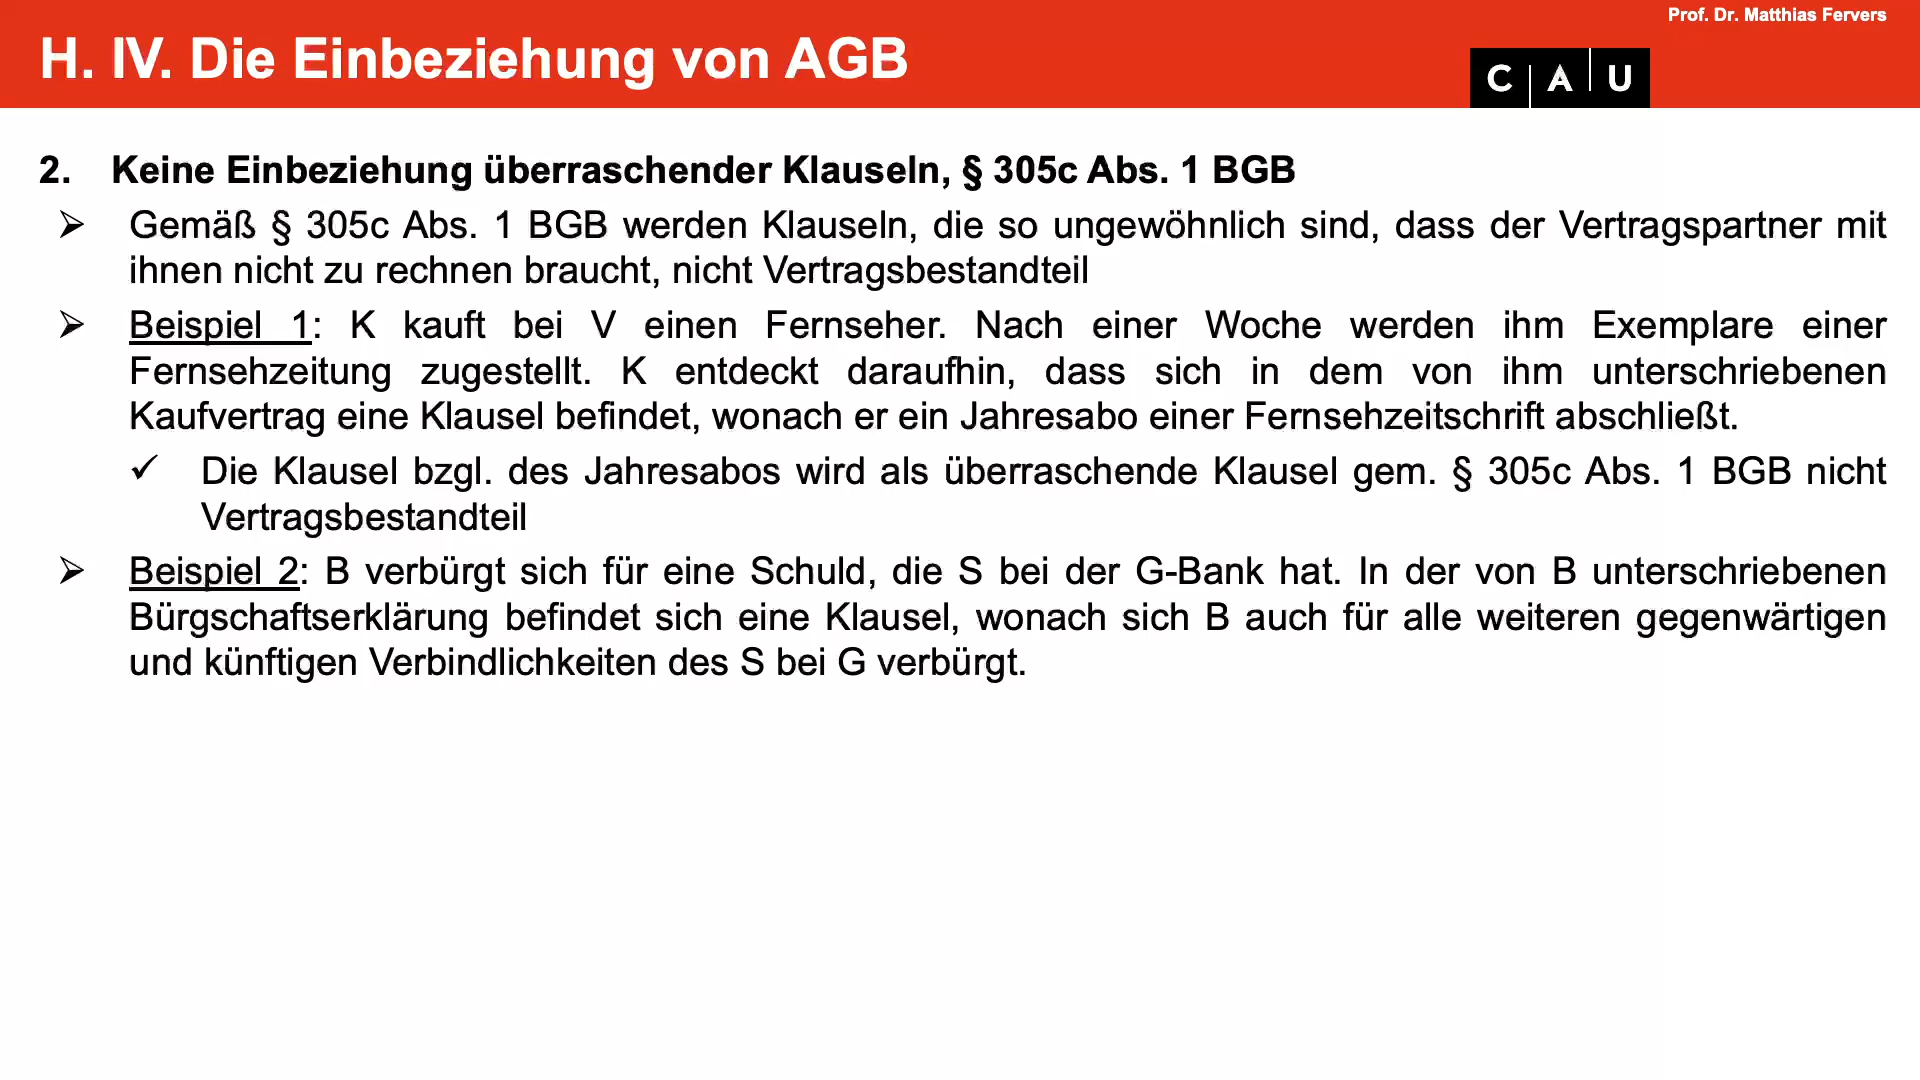 Prof. Dr. Matthias Fervers
H. IV. Die Einbeziehung von AGB
C A U
2. Keine Einbeziehung überraschender Klauseln, § 305c Abs. 1 BGB
➢ Gemäß § 305c Abs. 1 BGB werden Klauseln, die so ungewöhnlich sind, dass der Vertragspartner mit
ihnen nicht zu rechnen braucht, nicht Vertragsbestandteil
➢ Beispiel 1: K kauft bei V einen Fernseher. Nach einer Woche werden ihm Exemplare einer
Fernsehzeitung zugestellt. K entdeckt daraufhin, dass sich in dem von ihm unterschriebenen
Kaufvertrag eine Klausel befindet, wonach er ein Jahresabo einer Fernsehzeitschrift abschließt.
✓ Die Klausel bzgl. des Jahresabos wird als überraschende Klausel gem. § 305c Abs. 1 BGB nicht
Vertragsbestandteil
➢ Beispiel 2: B verbürgt sich für eine Schuld, die S bei der G-Bank hat. In der von B unterschriebenen
Bürgschaftserklärung befindet sich eine Klausel, wonach sich B auch für alle weiteren gegenwärtigen
und künftigen Verbindlichkeiten des S bei G verbürgt.